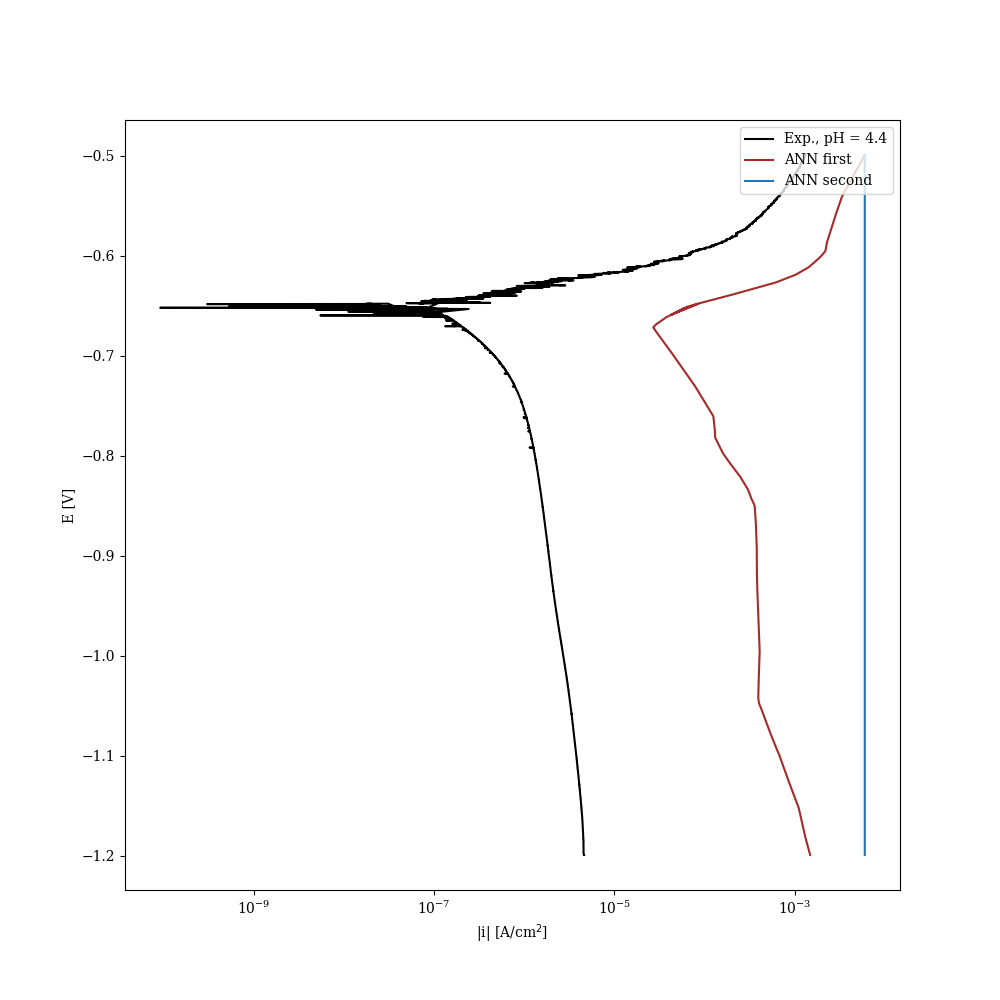 Exp., pH = 4.4
ANN first
ANN second
−0.5
−0.6
−0.7
−0.8
−0.9
−1.0
−1.1
−1.2
E [V]
10⁻⁹
10⁻⁷
10⁻⁵
10⁻³
|i| [A/cm²]